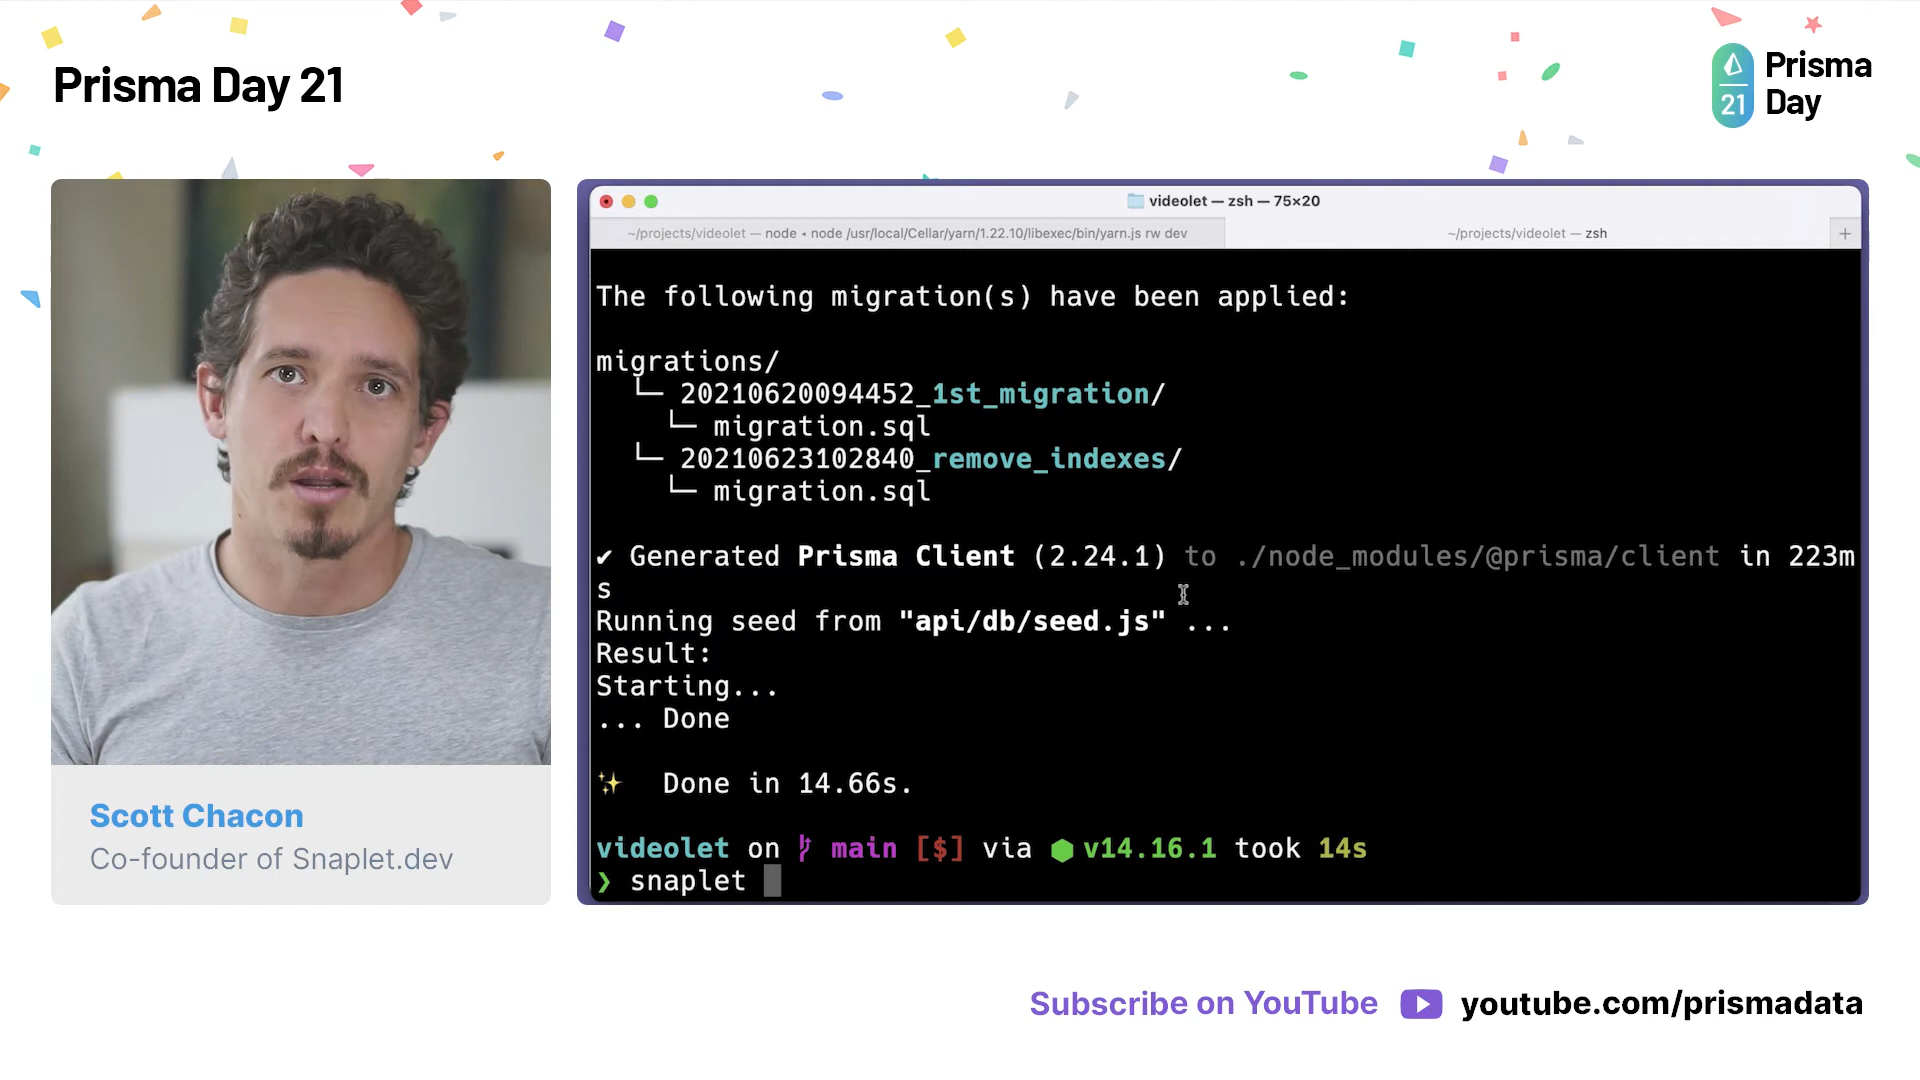 Prisma Day 21
21
Prisma
Day
videolet — zsh — 75×20
~/projects/videolet — node ◂ node /usr/local/Cellar/yarn/1.22.10/libexec/bin/yarn.js rw dev
~/projects/videolet — zsh
+
The following migration(s) have been applied:
migrations/
└─ 20210620094452_1st_migration/
└─ migration.sql
└─ 20210623102840_remove_indexes/
└─ migration.sql
✔ Generated Prisma Client (2.24.1) to ./node_modules/@prisma/client in 223m
s
Running seed from "api/db/seed.js" ...
Result:
Starting...
... Done
✨ Done in 14.66s.
videolet on main [$] via ⬢ v14.16.1 took 14s
❯ snaplet
Scott Chacon
Co-founder of Snaplet.dev
Subscribe on YouTube youtube.com/prismadata